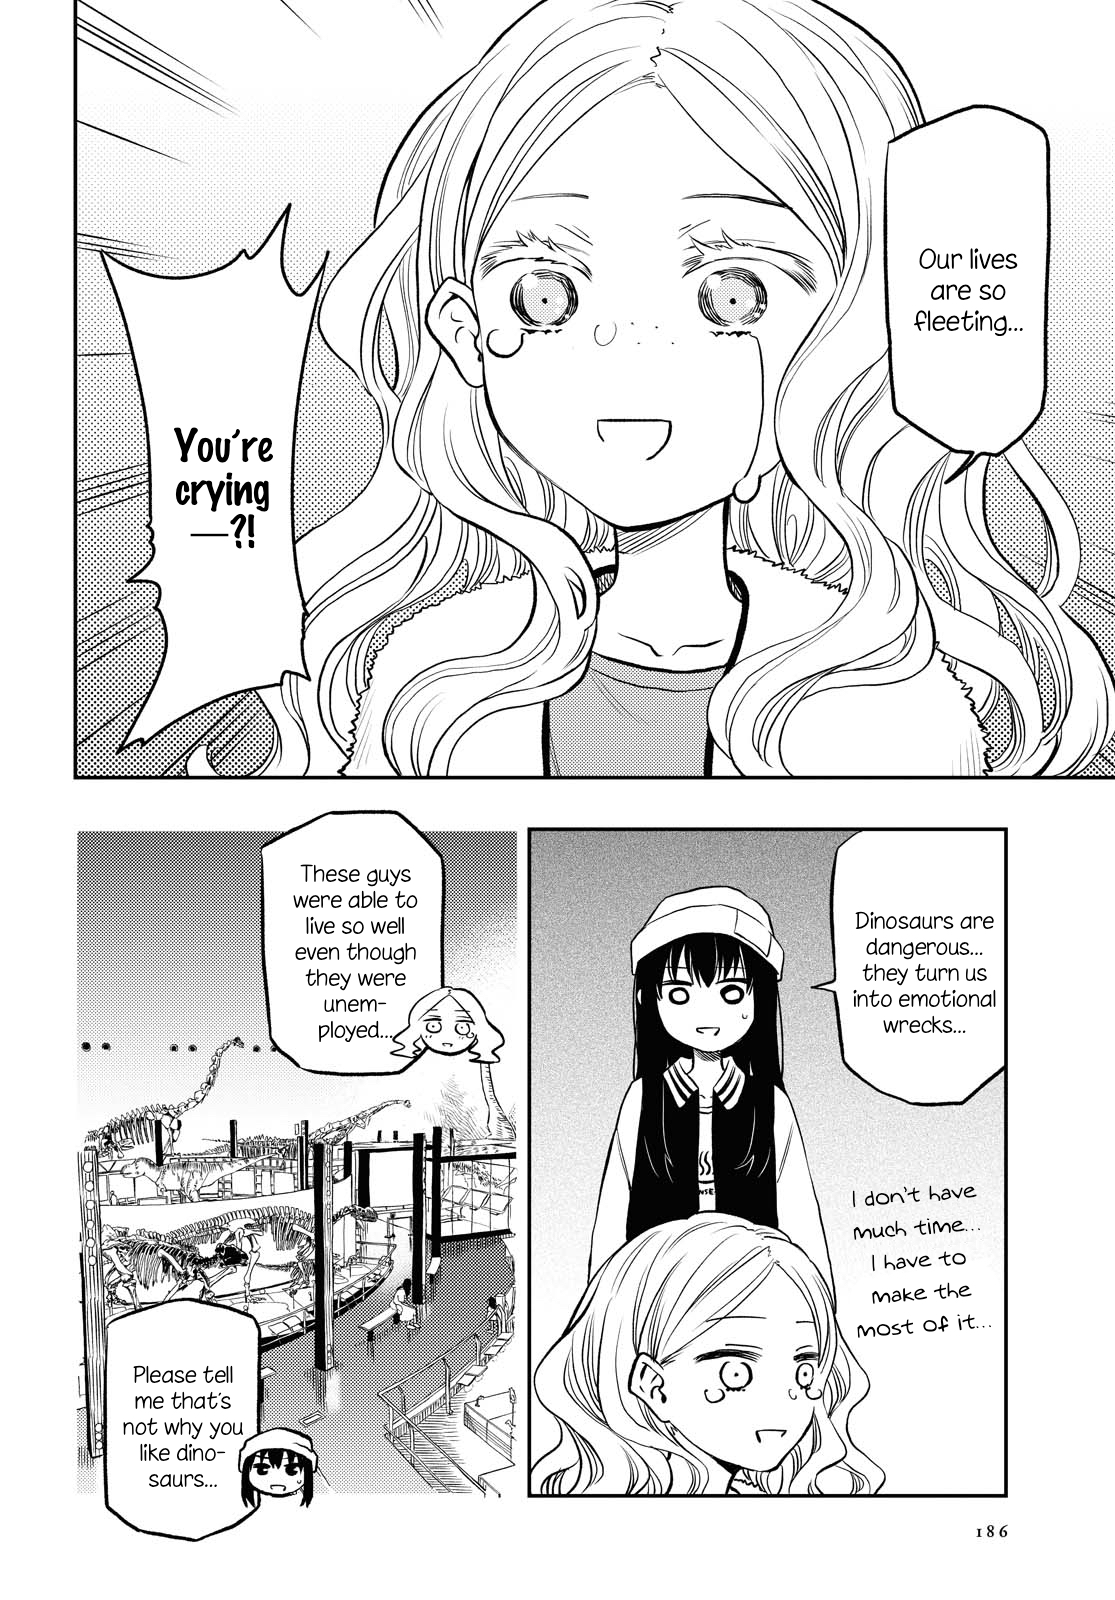 Our lives
are so
fleeting...
You're
crying
—?!
Dinosaurs are
dangerous...
they turn us
into emotional
wrecks...
I don't have
much time...
I have to
make the
most of it...
These guys
were able to
live so well
even though
they were
unem-
ployed...
Please tell
me that's
not why you
like dino-
saurs...
186